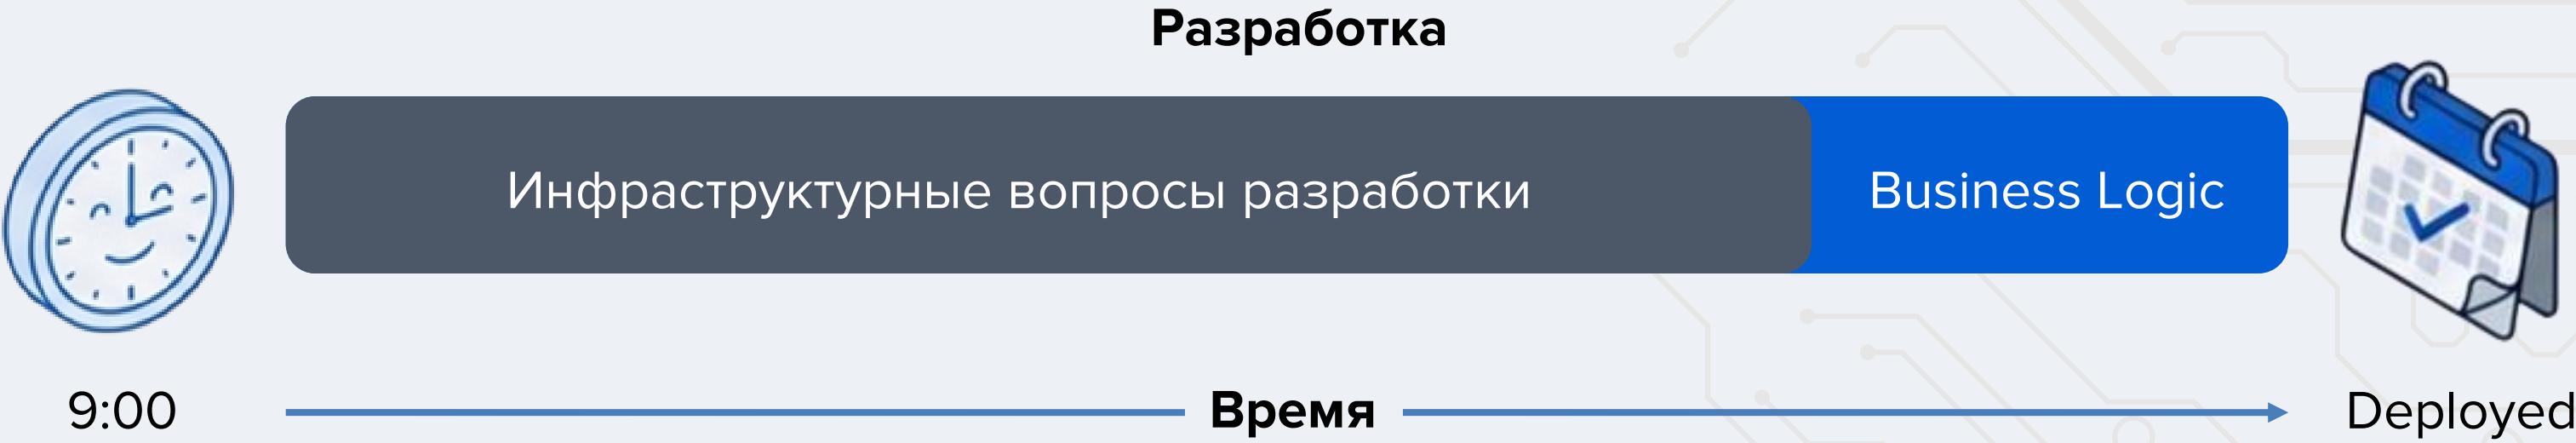 Разработка
Инфраструктурные вопросы разработки
Business Logic
9:00
Время
Deployed